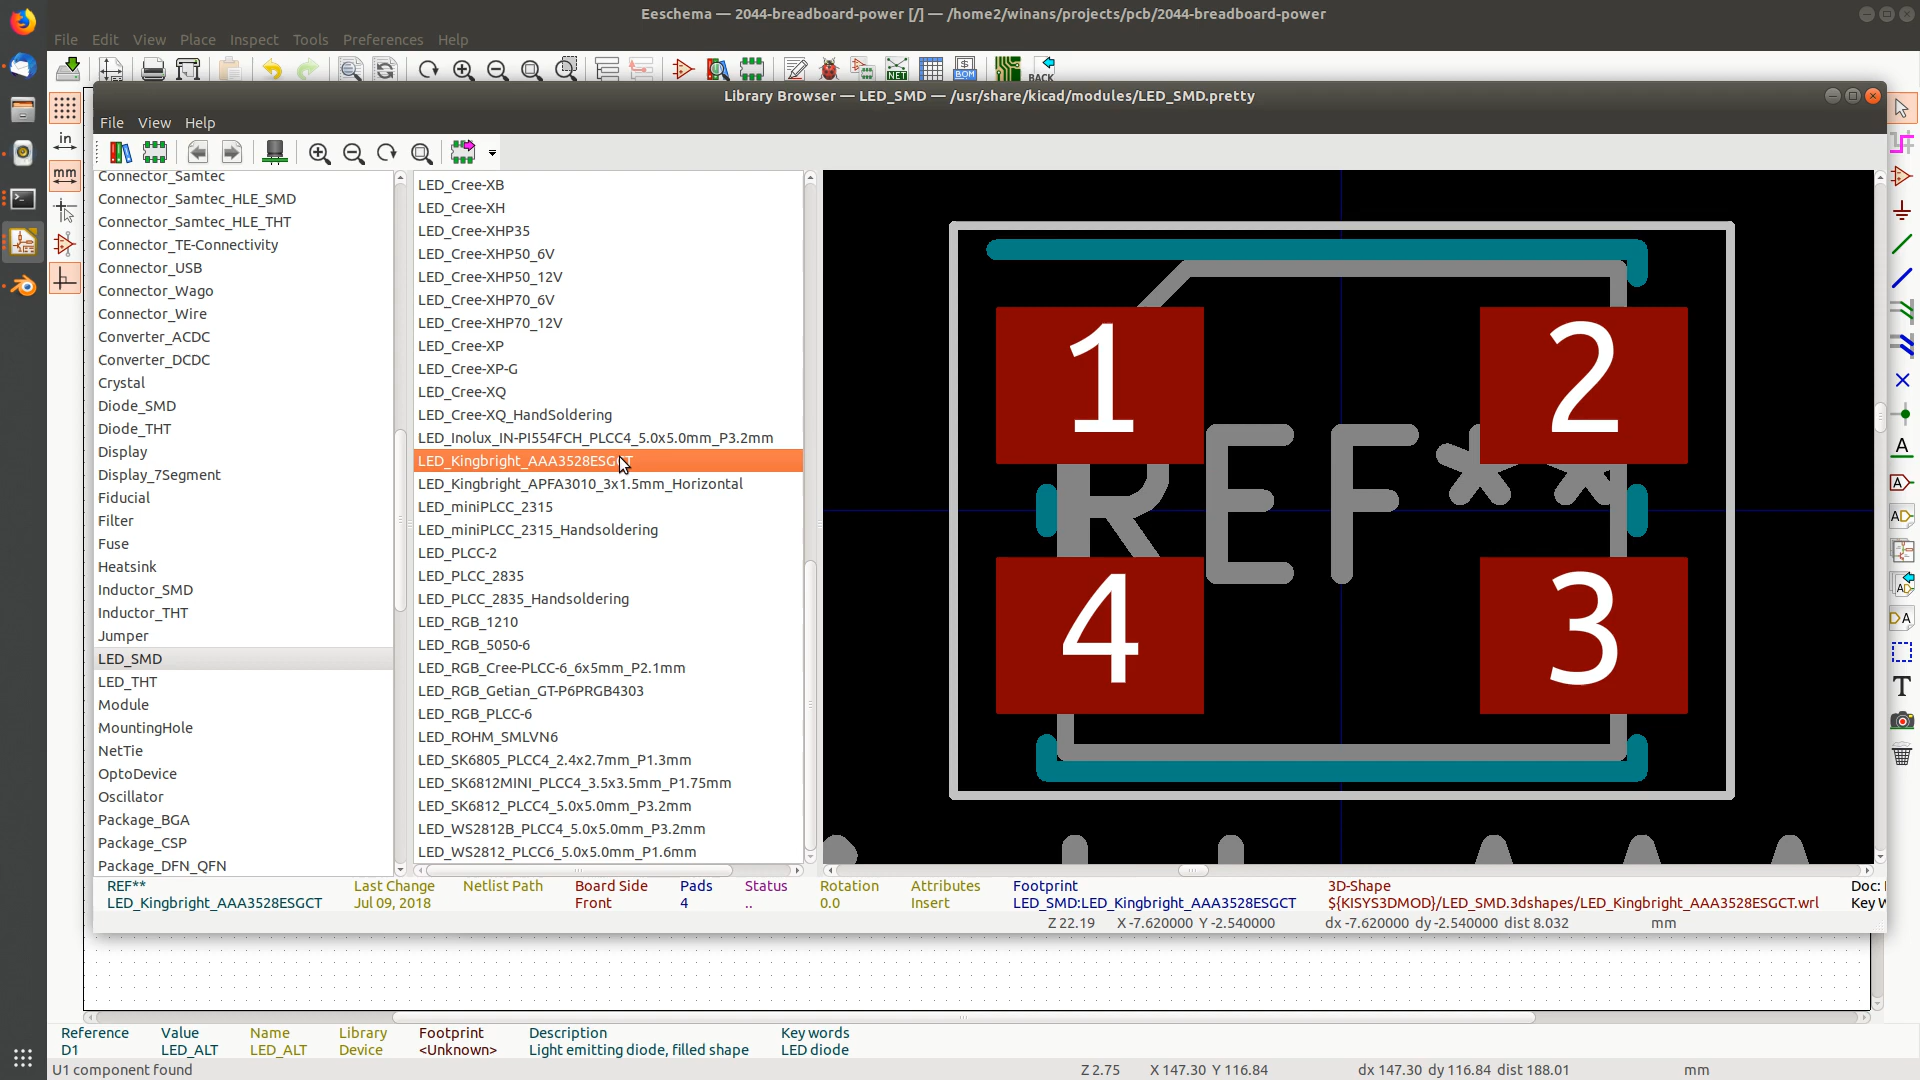 Eeschema — 2044-breadboard-power [/] — /home2/winans/projects/pcb/2044-breadboard-power
File Edit View Place Inspect Tools Preferences Help
NET
$
BOM
BACK
Library Browser — LED_SMD — /usr/share/kicad/modules/LED_SMD.pretty
File View Help
in
mm
Connector_Samtec
Connector_Samtec_HLE_SMD
Connector_Samtec_HLE_THT
Connector_TE-Connectivity
Connector_USB
Connector_Wago
Connector_Wire
Converter_ACDC
Converter_DCDC
Crystal
Diode_SMD
Diode_THT
Display
Display_7Segment
Fiducial
Filter
Fuse
Heatsink
Inductor_SMD
Inductor_THT
Jumper
LED_SMD
LED_THT
Module
MountingHole
NetTie
OptoDevice
Oscillator
Package_BGA
Package_CSP
Package_DFN_QFN
LED_Cree-XB
LED_Cree-XH
LED_Cree-XHP35
LED_Cree-XHP50_6V
LED_Cree-XHP50_12V
LED_Cree-XHP70_6V
LED_Cree-XHP70_12V
LED_Cree-XP
LED_Cree-XP-G
LED_Cree-XQ
LED_Cree-XQ_HandSoldering
LED_Inolux_IN-PI554FCH_PLCC4_5.0x5.0mm_P3.2mm
LED_Kingbright_AAA3528ESGCT
LED_Kingbright_APFA3010_3x1.5mm_Horizontal
LED_miniPLCC_2315
LED_miniPLCC_2315_Handsoldering
LED_PLCC-2
LED_PLCC_2835
LED_PLCC_2835_Handsoldering
LED_RGB_1210
LED_RGB_5050-6
LED_RGB_Cree-PLCC-6_6x5mm_P2.1mm
LED_RGB_Getian_GT-P6PRGB4303
LED_RGB_PLCC-6
LED_ROHM_SMLVN6
LED_SK6805_PLCC4_2.4x2.7mm_P1.3mm
LED_SK6812MINI_PLCC4_3.5x3.5mm_P1.75mm
LED_SK6812_PLCC4_5.0x5.0mm_P3.2mm
LED_WS2812B_PLCC4_5.0x5.0mm_P3.2mm
LED_WS2812_PLCC6_5.0x5.0mm_P1.6mm
1 2
REF**
4 3
A
A
A
A
A
T
REF** Last Change Netlist Path Board Side Pads Status Rotation Attributes Footprint 3D-Shape Doc:
LED_Kingbright_AAA3528ESGCT Jul 09, 2018 Front 4 .. 0.0 Insert LED_SMD:LED_Kingbright_AAA3528ESGCT ${KISYS3DMOD}/LED_SMD.3dshapes/LED_Kingbright_AAA3528ESGCT.wrl Key
Z 22.19 X -7.620000 Y -2.540000 dx -7.620000 dy -2.540000 dist 8.032 mm
Reference Value Name Library Footprint Description Key words
D1 LED_ALT LED_ALT Device <Unknown> Light emitting diode, filled shape LED diode
U1 component found Z 2.75 X 147.30 Y 116.84 dx 147.30 dy 116.84 dist 188.01 mm